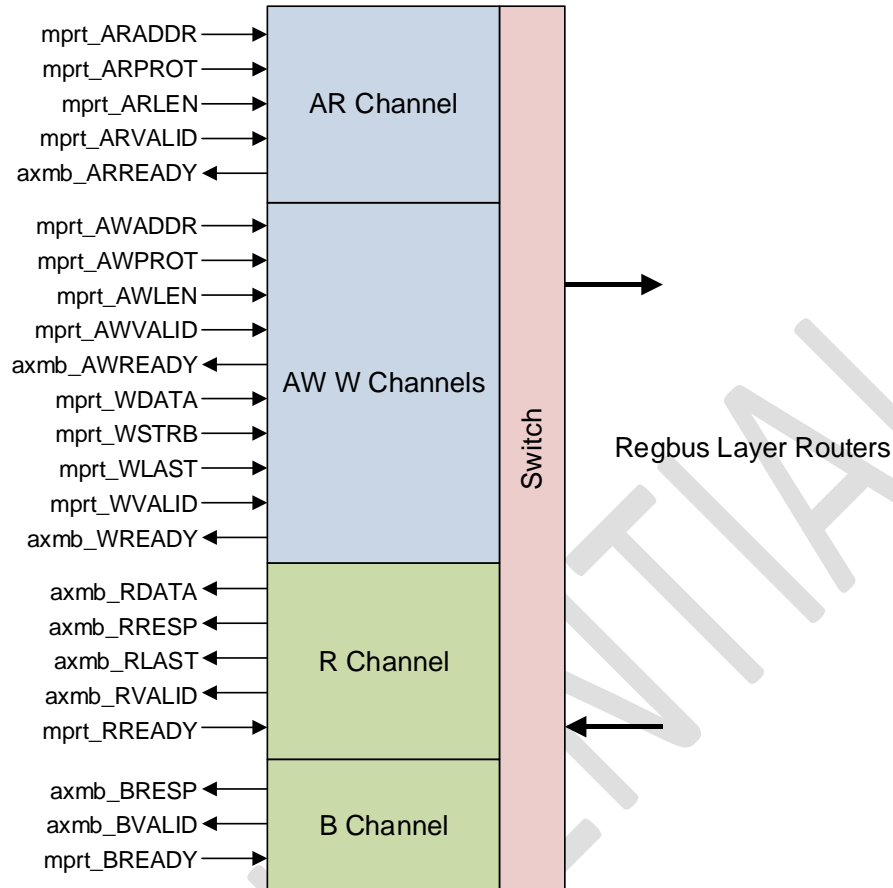 mprt_ARADDR
mprt_ARPROT
mprt_ARLEN
mprt_ARVALID
axmb_ARREADY
AR Channel
mprt_AWADDR
mprt_AWPROT
mprt_AWLEN
mprt_AWVALID
axmb_AWREADY
mprt_WDATA
mprt_WSTRB
mprt_WLAST
mprt_WVALID
axmb_WREADY
AW W Channels
axmb_RDATA
axmb_RRESP
axmb_RLAST
axmb_RVALID
mprt_RREADY
R Channel
axmb_BRESP
axmb_BVALID
mprt_BREADY
B Channel
Switch
Regbus Layer Routers